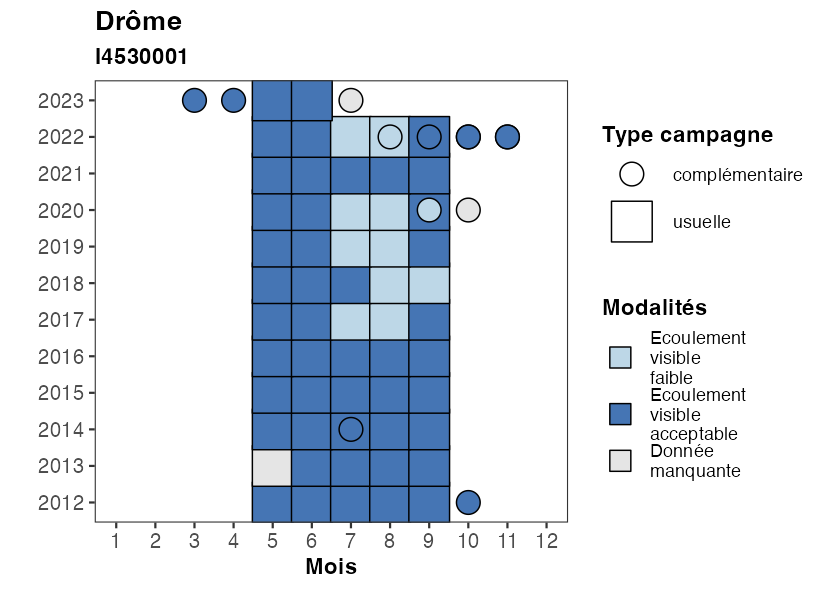 Drôme
I4530001
2023
2022
2021
2020
2019
2018
2017
2016
2015
2014
2013
2012
1 2 3 4 5 6 7 8 9 10 11 12
Mois
Type campagne
complémentaire
usuelle
Modalités
Ecoulement
visible
faible
Ecoulement
visible
acceptable
Donnée
manquante